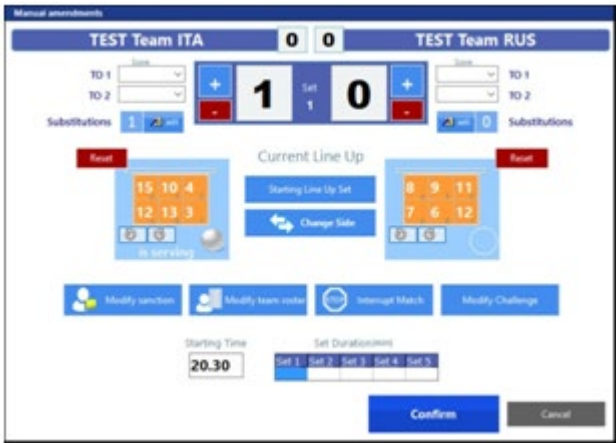 Manual amendments
TEST Team ITA 0 0 TEST Team RUS
Score Score
TO 1 + 1 Set 0 + TO 1
TO 2 - 1 - TO 2
Substitutions 1 edit edit 0 Substitutions
Reset Current Line Up Reset
15 10 4 Starting Line Up Set 8 9 11
12 13 3 Change Side 7 6 12
is serving
Modify sanction Modify team roster STOP Interrupt Match Modify Challenge
Starting Time Set Duration(min)
20.30 Set 1 Set 2 Set 3 Set 4 Set 5
Confirm Cancel